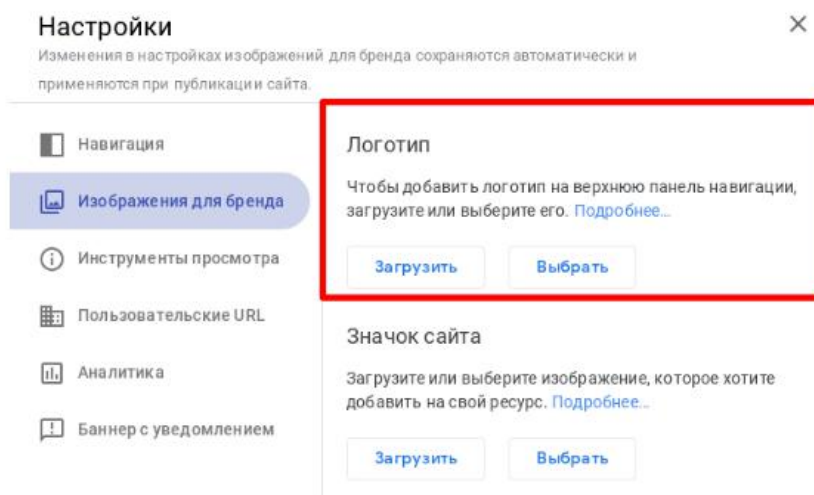 Настройки
Изменения в настройках изображений для бренда сохраняются автоматически и
применяются при публикации сайта.
Навигация
Изображения для бренда
Инструменты просмотра
Пользовательские URL
Аналитика
Баннер с уведомлением
Логотип
Чтобы добавить логотип на верхнюю панель навигации,
загрузите или выберите его. Подробнее…
Загрузить
Выбрать
Значок сайта
Загрузите или выберите изображение, которое хотите
добавить на свой ресурс. Подробнее…
Загрузить
Выбрать